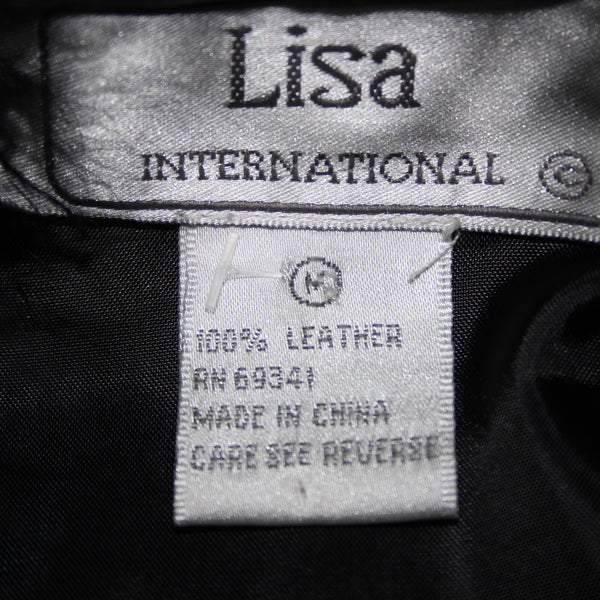 Lisa
INTERNATIONAL ©
M
100% LEATHER
RN 69341
MADE IN CHINA
CARE SEE REVERSE